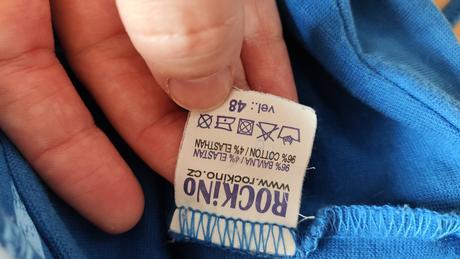 ROCKiNO
www.rockino.cz
96% BAVLNA / 4% ELASTAN
96% COTTON / 4% ELASTHAN
vel.: 48